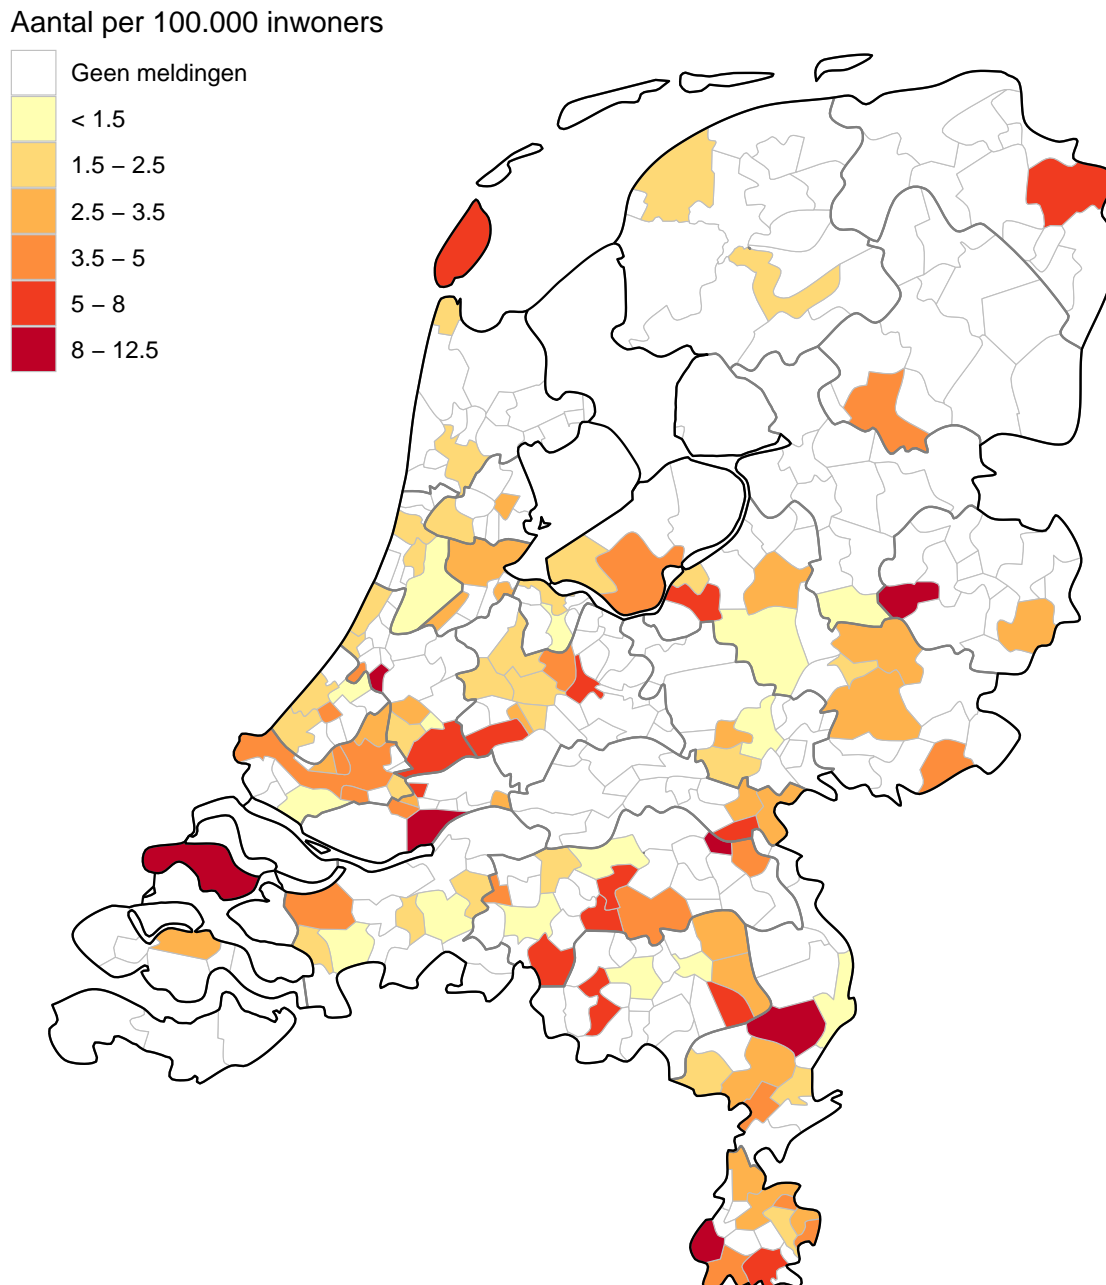 Aantal per 100.000 inwoners
Geen meldingen
< 1.5
1.5 – 2.5
2.5 – 3.5
3.5 – 5
5 – 8
8 – 12.5